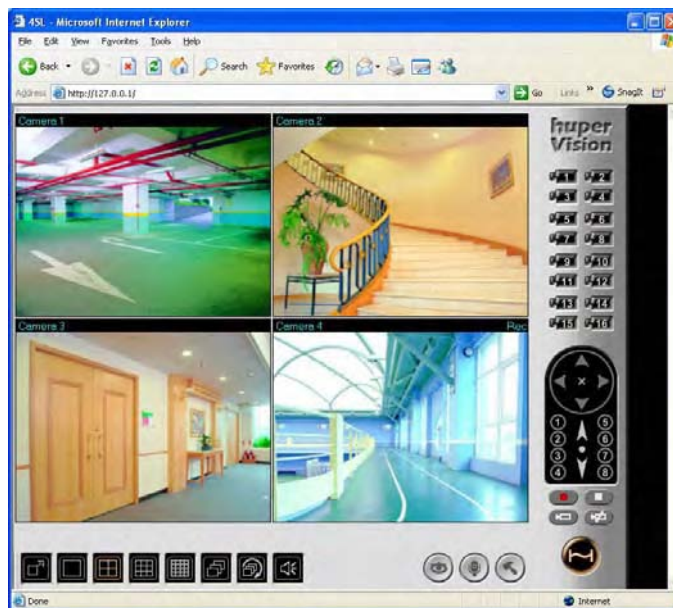 4SL - Microsoft Internet Explorer
File Edit View Favorites Tools Help
Back Search Favorites
Address http://127.0.0.1/ Go Links » SnagIt
Camera 1 Camera 2
huper
Vision
1 2
3 4
5 6
7 8
9 10
11 12
13 14
15 16
Camera 3 Camera 4 Rec
1 5
2 6
3 7
4 8
Done Internet